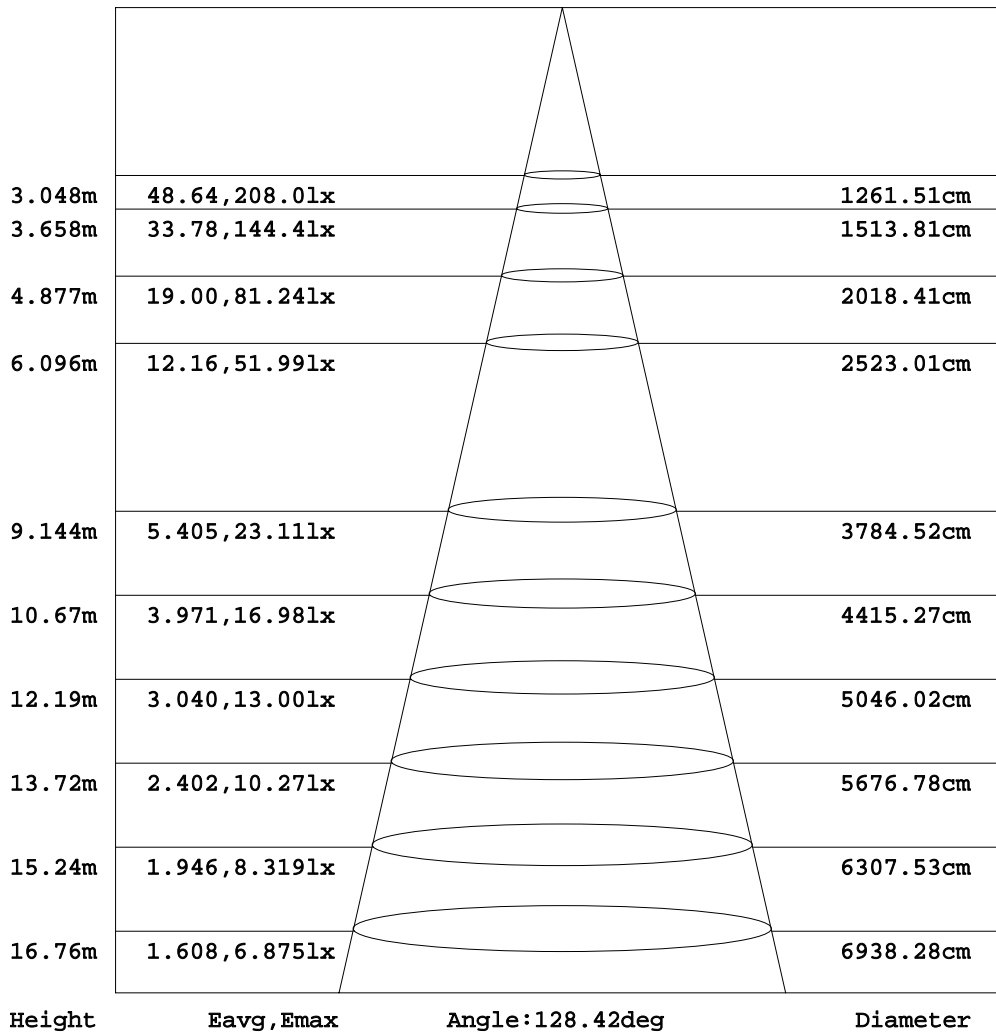 3.048m 48.64,208.0lx 1261.51cm
3.658m 33.78,144.4lx 1513.81cm
4.877m 19.00,81.24lx 2018.41cm
6.096m 12.16,51.99lx 2523.01cm
9.144m 5.405,23.11lx 3784.52cm
10.67m 3.971,16.98lx 4415.27cm
12.19m 3.040,13.00lx 5046.02cm
13.72m 2.402,10.27lx 5676.78cm
15.24m 1.946,8.319lx 6307.53cm
16.76m 1.608,6.875lx 6938.28cm
Height Eavg,Emax Angle:128.42deg Diameter